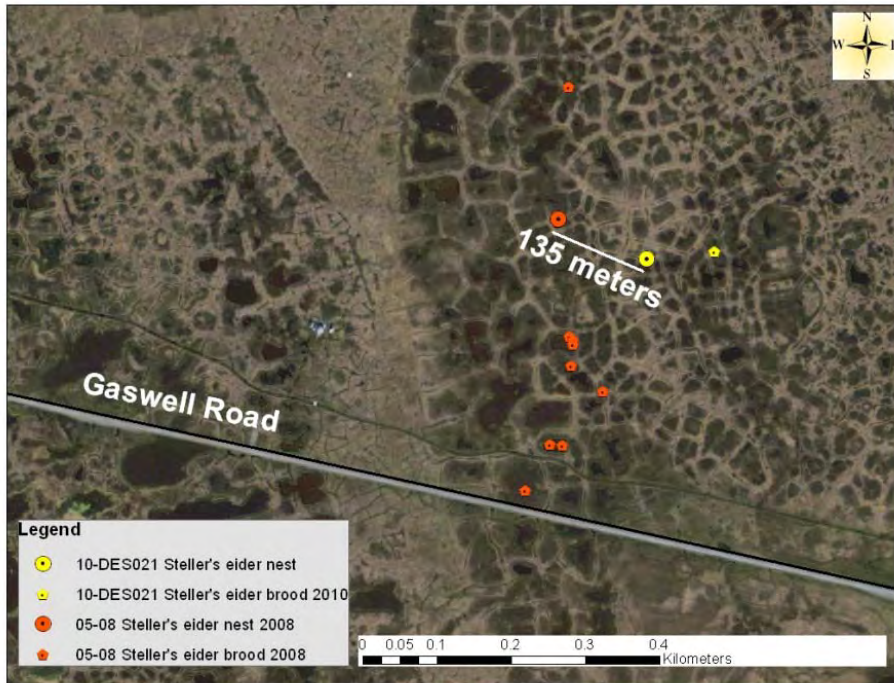 N
W E
S
135 meters
Gaswell Road
Legend
10-DES021 Steller's eider nest
10-DES021 Steller's eider brood 2010
05-08 Steller's eider nest 2008
05-08 Steller's eider brood 2008
0 0.05 0.1 0.2 0.3 0.4
Kilometers